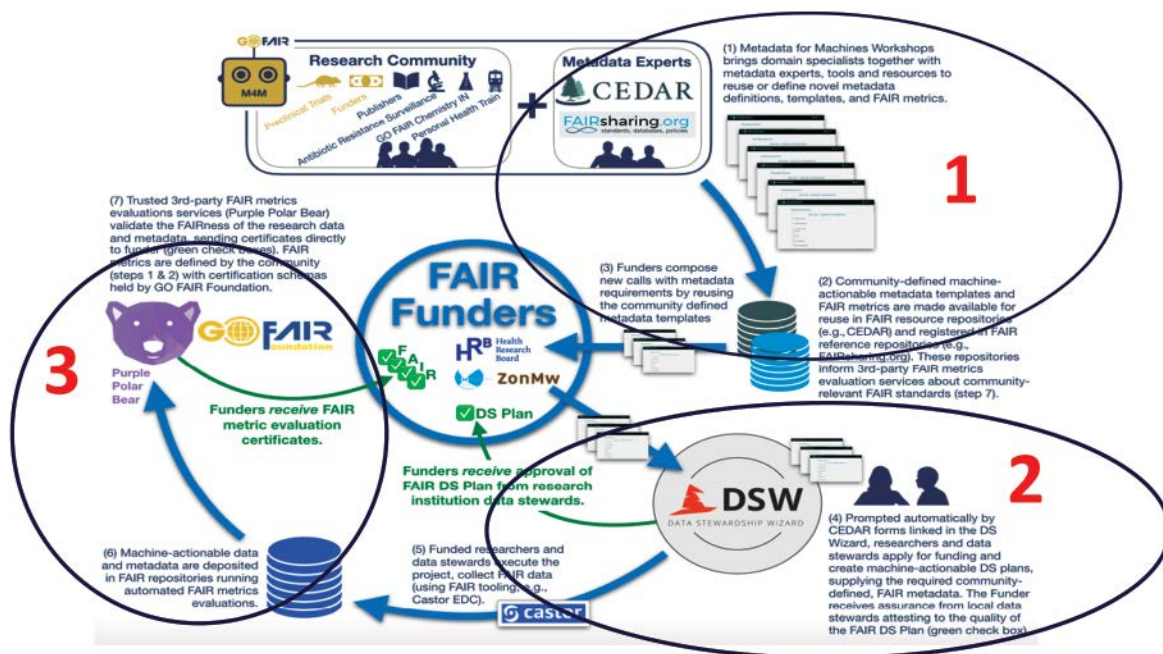 GO FAIR
M4M
Research Community
Preclinical Trials
Funders
Publishers
Antibiotic Resistance Surveillance
GO FAIR Chemistry IN
Personal Health Train
+
Metadata Experts
CEDAR
FAIRsharing.org
standards, databases, policies
(1) Metadata for Machines Workshops
brings domain specialists together with
metadata experts, tools and resources to
reuse or define novel metadata
definitions, templates, and FAIR metrics.
1
(2) Community-defined machine-
actionable metadata templates and
FAIR metrics are made available for
reuse in FAIR resource repositories
(e.g., CEDAR) and registered in FAIR
reference repositories (e.g.,
FAIRsharing.org). These repositories
inform 3rd-party FAIR metrics
evaluation services about community-
relevant FAIR standards (step 7).
(3) Funders compose
new calls with metadata
requirements by reusing
the community defined
metadata templates
FAIR
Funders
HRB Health
Research
Board
ZonMw
FAIR
DS Plan
(7) Trusted 3rd-party FAIR metrics
evaluations services (Purple Polar Bear)
validate the FAIRness of the research data
and metadata, sending certificates directly
to funder (green check boxes). FAIR
metrics are defined by the community
(steps 1 & 2) with certification schemas
held by GO FAIR Foundation.
3
GO FAIR
foundation
Purple
Polar
Bear
Funders receive FAIR
metric evaluation
certificates.
Funders receive approval of
FAIR DS Plan from research
institution data stewards.
DSW
DATA STEWARDSHIP WIZARD
2
(4) Prompted automatically by
CEDAR forms linked in the DS
Wizard, researchers and data
stewards apply for funding and
create machine-actionable DS plans,
supplying the required community-
defined, FAIR metadata. The Funder
receives assurance from local data
stewards attesting to the quality of
the FAIR DS Plan (green check box)
(5) Funded researchers and
data stewards execute the
project, collect FAIR data
(using FAIR tooling, e.g.,
Castor EDC).
castor
(6) Machine-actionable data
and metadata are deposited
in FAIR repositories running
automated FAIR metrics
evaluations.